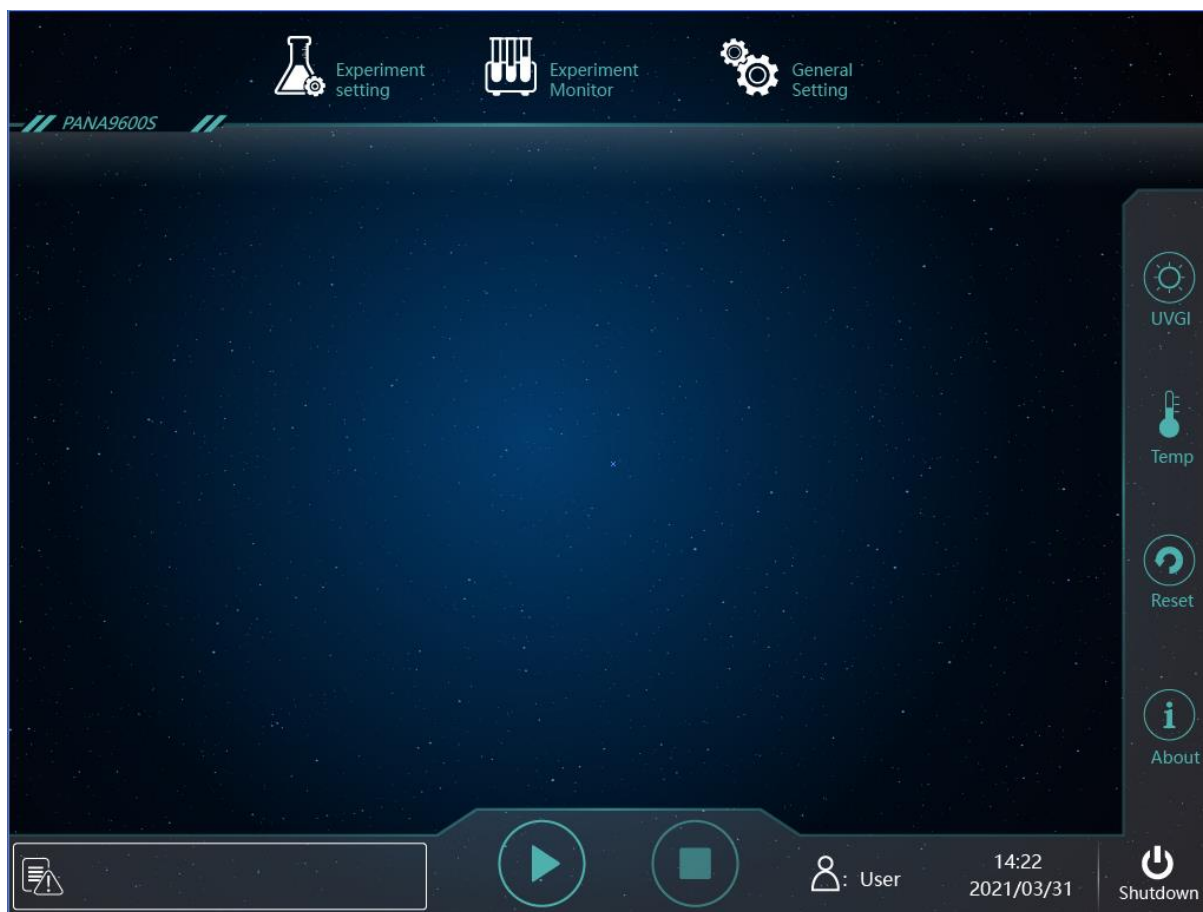 Experiment
setting
Experiment
Monitor
General
Setting
PANA9600S
UVGI
Temp
Reset
About
: User
14:22
2021/03/31
Shutdown